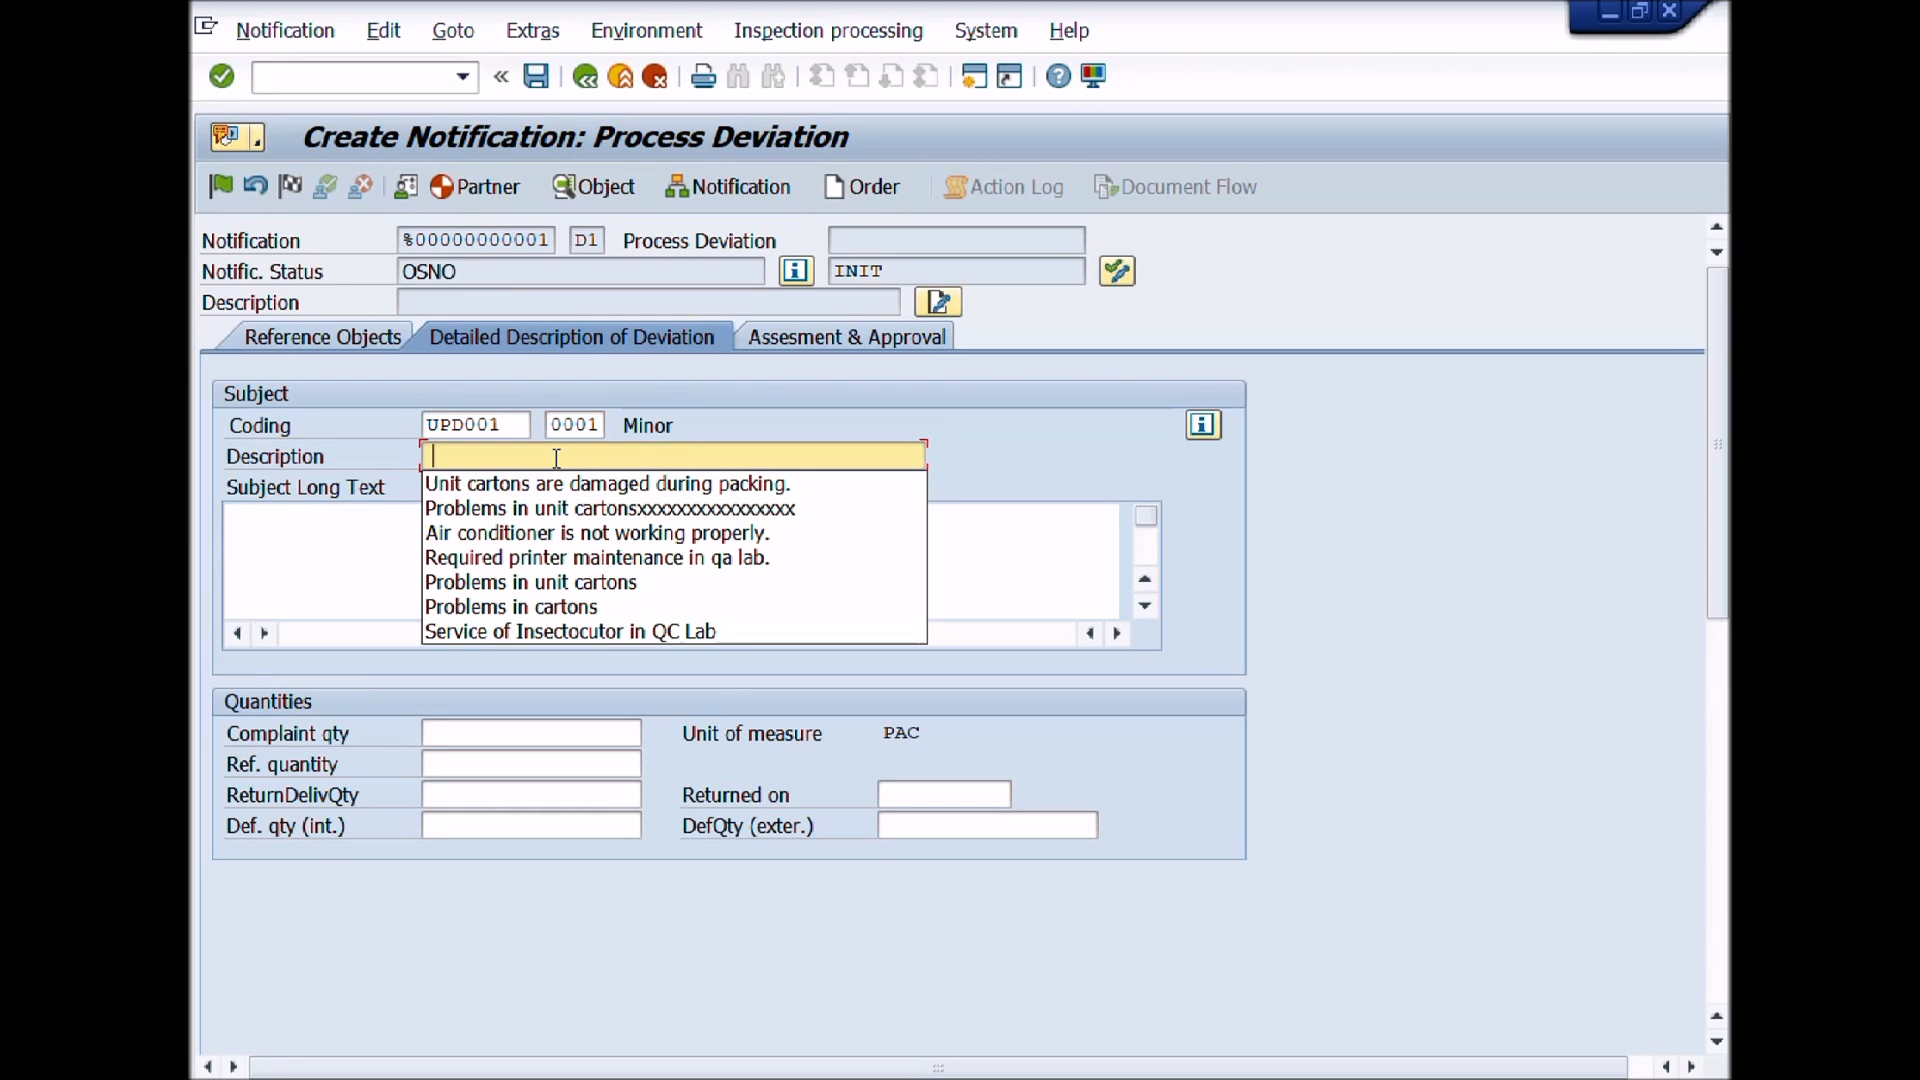 Notification Edit Goto Extras Environment Inspection processing System Help
Create Notification: Process Deviation
Partner Object Notification Order Action Log Document Flow
Notification %00000000001 D1 Process Deviation
Notific. Status OSNO INIT
Description
Reference Objects Detailed Description of Deviation Assesment & Approval
Subject
Coding UPD001 0001 Minor
Description
Subject Long Text
Unit cartons are damaged during packing.
Problems in unit cartonsxxxxxxxxxxxxxxxx
Air conditioner is not working properly.
Required printer maintenance in qa lab.
Problems in unit cartons
Problems in cartons
Service of Insectocutor in QC Lab
Quantities
Complaint qty Unit of measure PAC
Ref. quantity
ReturnDelivQty Returned on
Def. qty (int.) DefQty (exter.)